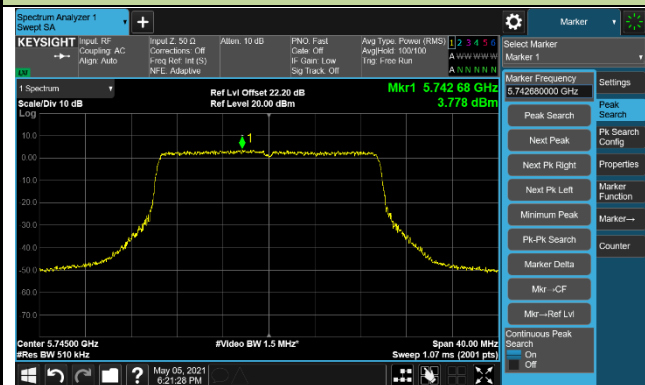 Spectrum Analyzer 1
Swept SA
+
Marker
KEYSIGHT
Input: RF
Coupling: AC
Align: Auto
Input Z: 50 Ω
Corrections: Off
Freq Ref: Int (S)
NFE: Adaptive
Atten: 10 dB
PNO: Fast
Gate: Off
IF Gain: Low
Sig Track: Off
Avg Type: Power (RMS)
Avg|Hold: 100/100
Trig: Free Run
1 2 3 4 5 6
A W W W W W
A N N N N N
Select Marker
Marker 1
LW
1 Spectrum
Scale/Div 10 dB
Log
Ref Lvl Offset 22.20 dB
Ref Level 20.00 dBm
Mkr1 5.742 68 GHz
3.778 dBm
10.0
0.00
10.0
20.0
30.0
40.0
50.0
60.0
70.0
1
Center 5.74500 GHz
#Res BW 510 kHz
#Video BW 1.5 MHz*
Span 40.00 MHz
Sweep 1.07 ms (2001 pts)
Marker Frequency
5.742680000 GHz
Peak Search
Next Peak
Next Pk Right
Next Pk Left
Minimum Peak
Pk-Pk Search
Marker Delta
Mkr→CF
Mkr→Ref Lvl
Continuous Peak
Search
On
Off
Settings
Peak
Search
Pk Search
Config
Properties
Marker
Function
Marker→
Counter
?
May 05, 2021
6:21:28 PM